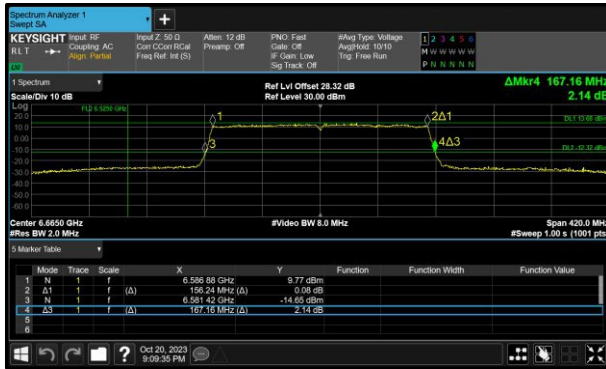 Spectrum Analyzer 1
Swept SA
KEYSIGHT Input: RF Input Z: 50 Ω Atten: 12 dB PNO: Fast #Avg Type: Voltage 1 2 3 4 5 6
RLT Coupling: AC Corr CCorr RCal Preamp: Off Gate: Off Avg|Hold: 10/10 M W W W W W
Align: Partial Freq Ref: Int (S) IF Gain: Low Trig: Free Run
Sig Track: Off P N N N N N
1 Spectrum Ref Lvl Offset 28.32 dB ΔMkr4 167.16 MHz
Scale/Div 10 dB Ref Level 30.00 dBm 2.14 dB
Log
20.0
10.0
0.00
-10.0
-20.0
-30.0
-40.0
-50.0
-60.0
1
2Δ1
3
4Δ3
Center 6.6650 GHz #Video BW 8.0 MHz Span 420.0 MHz
#Res BW 2.0 MHz #Sweep 1.00 s (1001 pts
5 Marker Table
Mode Trace Scale X Y Function Function Width Function Value
1 N 1 f 6.586 88 GHz 9.77 dBm
2 Δ1 1 f (Δ) 156.24 MHz (Δ) 0.08 dB
3 N 1 f 6.581 42 GHz -14.65 dBm
4 Δ3 1 f (Δ) 167.16 MHz (Δ) 2.14 dB
5
6
? Oct 20, 2023
9:09:35 PM